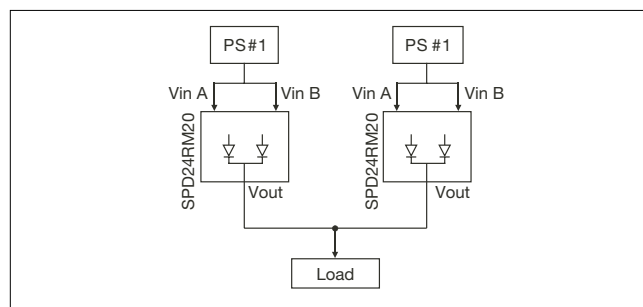 PS#1
PS#1
Vin A
Vin B
Vin A
Vin B
SPD24RM20
SPD24RM20
Vout
Vout
Load